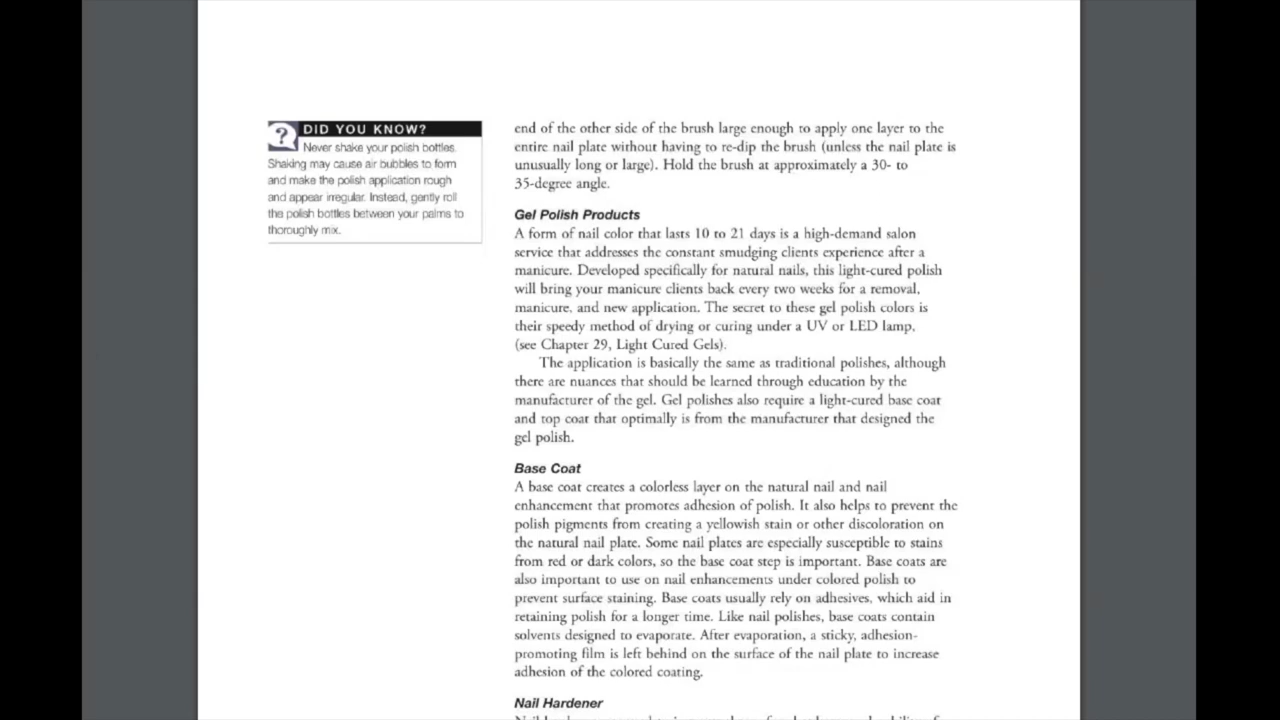 DID YOU KNOW?
Never shake your polish bottles.
Shaking may cause air bubbles to form
and make the polish application rough
and appear irregular. Instead, gently roll
the polish bottles between your palms to
thoroughly mix.
end of the other side of the brush large enough to apply one layer to the
entire nail plate without having to re-dip the brush (unless the nail plate is
unusually long or large). Hold the brush at approximately a 30- to
35-degree angle.
Gel Polish Products
A form of nail color that lasts 10 to 21 days is a high-demand salon
service that addresses the constant smudging clients experience after a
manicure. Developed specifically for natural nails, this light-cured polish
will bring your manicure clients back every two weeks for a removal,
manicure, and new application. The secret to these gel polish colors is
their speedy method of drying or curing under a UV or LED lamp,
(see Chapter 29, Light Cured Gels).
The application is basically the same as traditional polishes, although
there are nuances that should be learned through education by the
manufacturer of the gel. Gel polishes also require a light-cured base coat
and top coat that optimally is from the manufacturer that designed the
gel polish.
Base Coat
A base coat creates a colorless layer on the natural nail and nail
enhancement that promotes adhesion of polish. It also helps to prevent the
polish pigments from creating a yellowish stain or other discoloration on
the natural nail plate. Some nail plates are especially susceptible to stains
from red or dark colors, so the base coat step is important. Base coats are
also important to use on nail enhancements under colored polish to
prevent surface staining. Base coats usually rely on adhesives, which aid in
retaining polish for a longer time. Like nail polishes, base coats contain
solvents designed to evaporate. After evaporation, a sticky, adhesion-
promoting film is left behind on the surface of the nail plate to increase
adhesion of the colored coating.
Nail Hardener